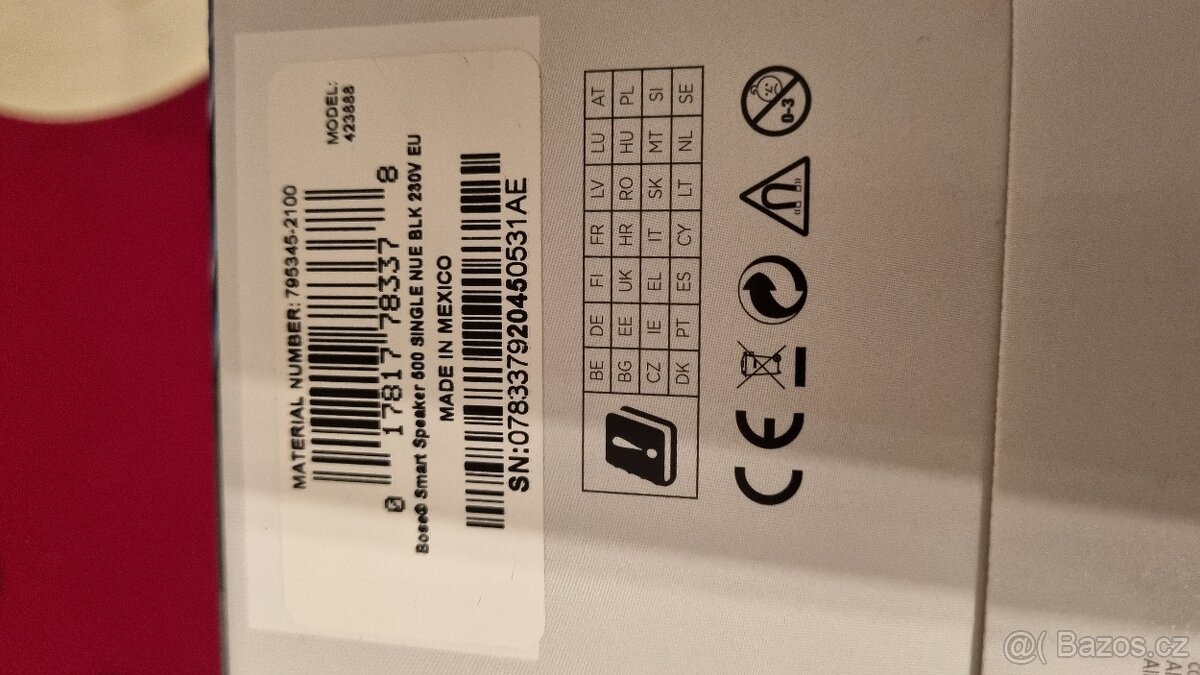 MATERIAL NUMBER: 795345-2100
MODEL:
423888
0 17817 78337 8
Bose® Smart Speaker 500 SINGLE NUE BLK 230V EU
MADE IN MEXICO
SN:078337920450531AE
BE DE FI FR LV LU AT
BG EE UK HR RO HU PL
CZ IE EL IT SK MT SI
DK PT ES CY LT NL SE
CE
0-3
@( Bazos.cz